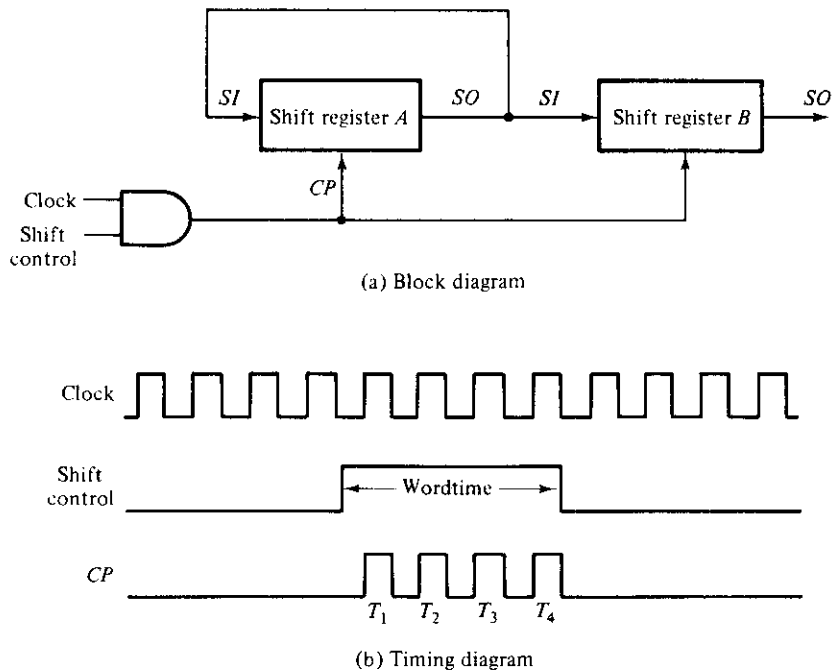 SI
SO
SI
SO
Shift register A
Shift register B
CP
Clock
Shift
control
(a) Block diagram
Clock
Shift
control
Wordtime
CP
T1 T2 T3 T4
(b) Timing diagram